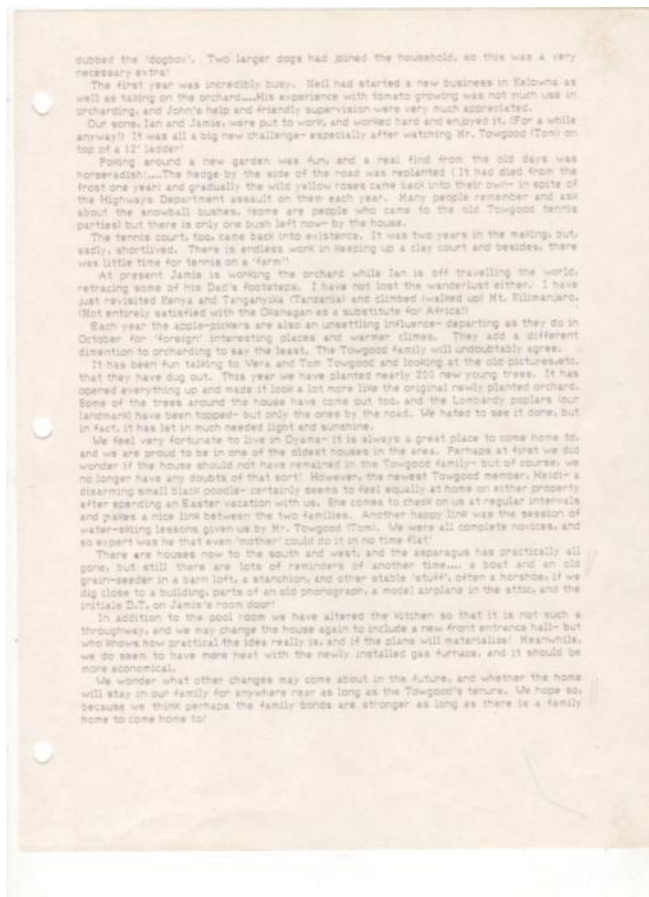 dubbed the 'dogbox'. Two larger dogs had joined the household, so this was a very
necessary extra!
The first year was incredibly busy. Neil had started a new business in Kelowna as
well as taking on the orchard....His experience with tomato growing was not much use in
orcharding, and John's help and friendly supervision were very much appreciated.
Our sons, Ian and Jamie, were put to work, and worked hard and enjoyed it. (For a while
anyway!) It was all a big new challenge- especially after watching Mr. Towgood (Tom) on
top of a 12' ladder!
Poking around a new garden was fun, and a real find from the old days was
horseradish!....The hedge by the side of the road was replanted ( It had died from the
frost one year) and gradually the wild yellow roses came back into their own- in spite of
the Highways Department assault on them each year. Many people remember and ask
about the snowball bushes, (some are people who came to the old Towgood tennis
parties) but there is only one bush left now- by the house.
The tennis court, too, came back into existence. It was two years in the making, but,
sadly, shortlived. There is endless work in keeping up a clay court and besides, there
was little time for tennis on a 'farm'!
At present Jamie is working the orchard while Ian is off travelling the world,
retracing some of his Dad's footsteps. I have not lost the wanderlust either. I have
just revisited Kenya and Tanganyika (Tanzania) and climbed (walked up) Mt. Kilimanjaro.
(Not entirely satisfied with the Okanagan as a substitute for Africa!)
Each year the apple-pickers are also an unsettling influence- departing as they do in
October for 'foreign' interesting places and warmer climes. They add a different
dimention to orcharding to say the least. The Towgood family will undoubtably agree.
It has been fun talking to Vera and Tom Towgood and looking at the old pictures,etc.
that they have dug out. This year we have planted nearly 200 new young trees. It has
opened everything up and made it look a lot more like the original newly planted orchard.
Some of the trees around the house have come out too, and the Lombardy poplars (our
landmark) have been topped- but only the ones by the road. We hated to see it done, but
in fact, it has let in much needed light and sunshine.
We feel very fortunate to live in Oyama- it is always a great place to come home to,
and we are proud to be in one of the oldest houses in the area. Perhaps at first we did
wonder if the house should not have remained in the Towgood family- but of course, we
no longer have any doubts of that sort! However, the newest Towgood member, Heidi- a
disarming small black poodle- certainly seems to feel equally at home on either property
after spending an Easter vacation with us. She comes to check on us at regular intervals
and makes a nice link between the two families. Another happy link was the session of
water-skiing lessons given us by Mr. Towgood (Tom). We were all complete novices, and
so expert was he that even 'mother' could do it in no time flat!
There are houses now to the south and west, and the asparagus has practically all
gone, but still there are lots of reminders of another time.... a boat and an old
grain-seeder in a barn loft, a stanchion, and other stable 'stuff', often a horshoe, if we
dig close to a building, parts of an old phonograph, a model airplane in the attic, and the
initials D.T. on Jamie's room door!
In addition to the pool room we have altered the kitchen so that it is not such a
throughway, and we may change the house again to include a new front entrance hall- but
who knows how practical the idea really is, and if the plans will materialize! Meanwhile,
we do seem to have more heat with the newly installed gas furnace, and it should be
more economical.
We wonder what other changes may come about in the future, and whether the home
will stay in our family for anywhere near as long as the Towgood's tenure. We hope so,
because we think perhaps the family bonds are stronger as long as there is a family
home to come home to!